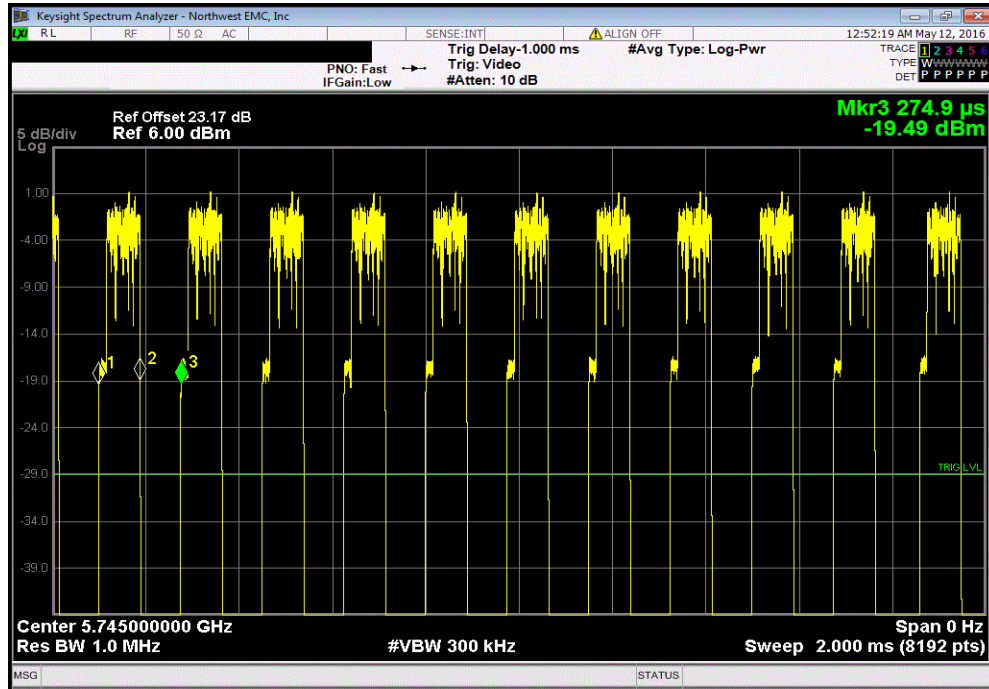 Keysight Spectrum Analyzer - Northwest EMC, Inc
LXI RL RF 50 Ω AC SENSE:INT ALIGN OFF 12:52:19 AM May 12, 2016
PNO: Fast
IFGain:Low
Trig Delay-1.000 ms
Trig: Video
#Atten: 10 dB
#Avg Type: Log-Pwr
TRACE 1 2 3 4 5 6
TYPE WWWWWW
DET P P P P P P
Mkr3 274.9 µs
-19.49 dBm
Ref Offset 23.17 dB
5 dB/div Ref 6.00 dBm
Log
1.00
-4.00
-9.00
-14.0
1 2 3
-19.0
-24.0
TRIG LVL
-29.0
-34.0
-39.0
Center 5.745000000 GHz Span 0 Hz
Res BW 1.0 MHz #VBW 300 kHz Sweep 2.000 ms (8192 pts)
MSG STATUS